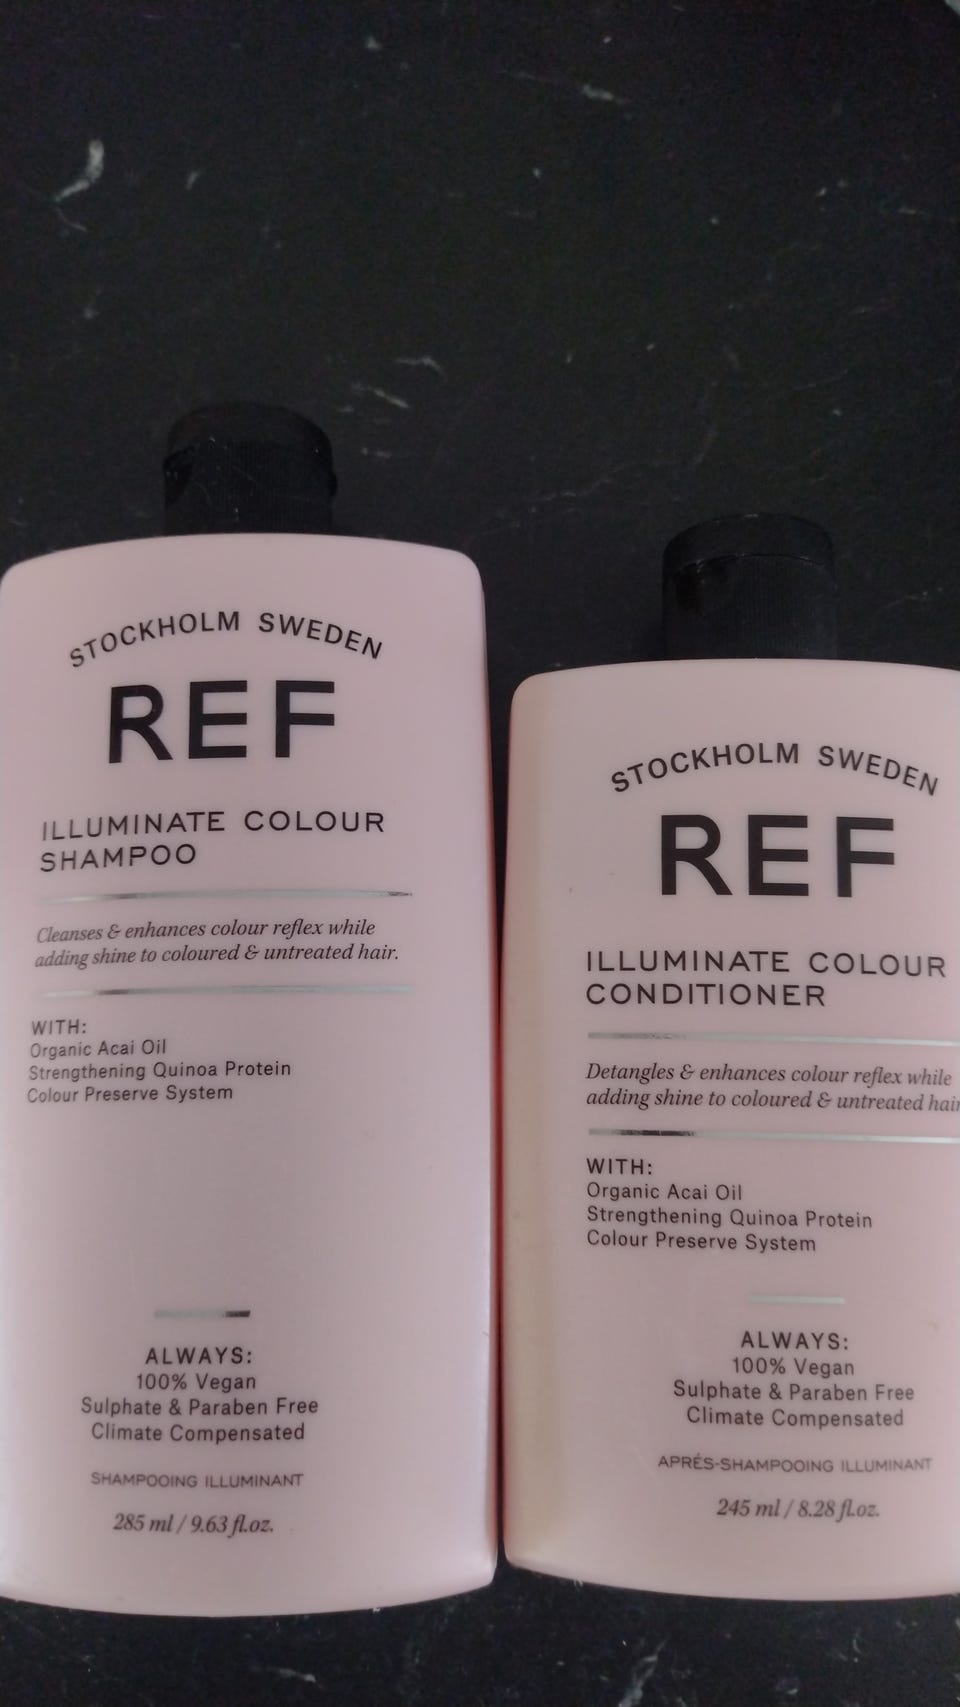 STOCKHOLM SWEDEN
REF
ILLUMINATE COLOUR
SHAMPOO
Cleanses & enhances colour reflex while
adding shine to coloured & untreated hair.
WITH:
Organic Acai Oil
Strengthening Quinoa Protein
Colour Preserve System
ALWAYS:
100% Vegan
Sulphate & Paraben Free
Climate Compensated
SHAMPOOING ILLUMINANT
285 ml / 9.63 fl.oz.
STOCKHOLM SWEDEN
REF
ILLUMINATE COLOUR
CONDITIONER
Detangles & enhances colour reflex while
adding shine to coloured & untreated hair
WITH:
Organic Acai Oil
Strengthening Quinoa Protein
Colour Preserve System
ALWAYS:
100% Vegan
Sulphate & Paraben Free
Climate Compensated
APRÉS-SHAMPOOING ILLUMINANT
245 ml / 8.28 fl.oz.